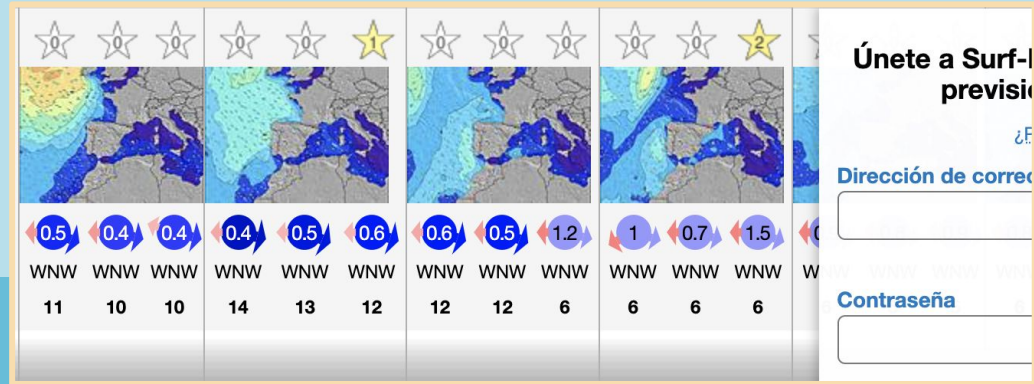 0 0 0 0 0 1 0 0 0 0 0 2
Únete a Surf-
previsi
Dirección de correo
0.5 0.4 0.4 0.4 0.5 0.6 0.6 0.5 1.2 1 0.7 1.5
WNW WNW WNW WNW WNW WNW WNW WNW WNW WNW WNW WNW W
11 10 10 14 13 12 12 12 6 6 6 6
Contraseña